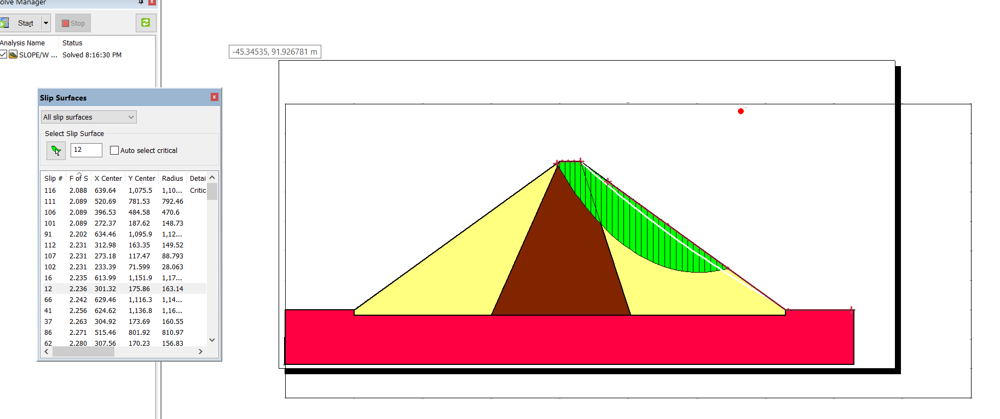 olve Manager
Start
Stop
Analysis Name Status
SLOPE/W ... Solved 8:16:30 PM
-45.34535, 91.926781 m
Slip Surfaces
All slip surfaces
Select Slip Surface
12
Auto select critical
Slip # F of S X Center Y Center Radius Detai
116 2.088 639.64 1,075.5 1,10... Critic
111 2.089 520.69 781.53 792.46
106 2.089 396.53 484.58 470.6
101 2.089 272.37 187.62 148.73
91 2.202 634.46 1,095.9 1,12...
112 2.231 312.98 163.35 149.52
107 2.231 273.18 117.47 88.793
102 2.231 233.39 71.599 28.063
16 2.235 613.99 1,151.9 1,17...
12 2.236 301.32 175.86 163.14
66 2.242 629.46 1,116.3 1,14...
41 2.256 624.62 1,136.8 1,16...
37 2.263 304.92 173.69 160.55
86 2.271 515.46 801.92 810.97
62 2.280 307.56 170.23 156.83